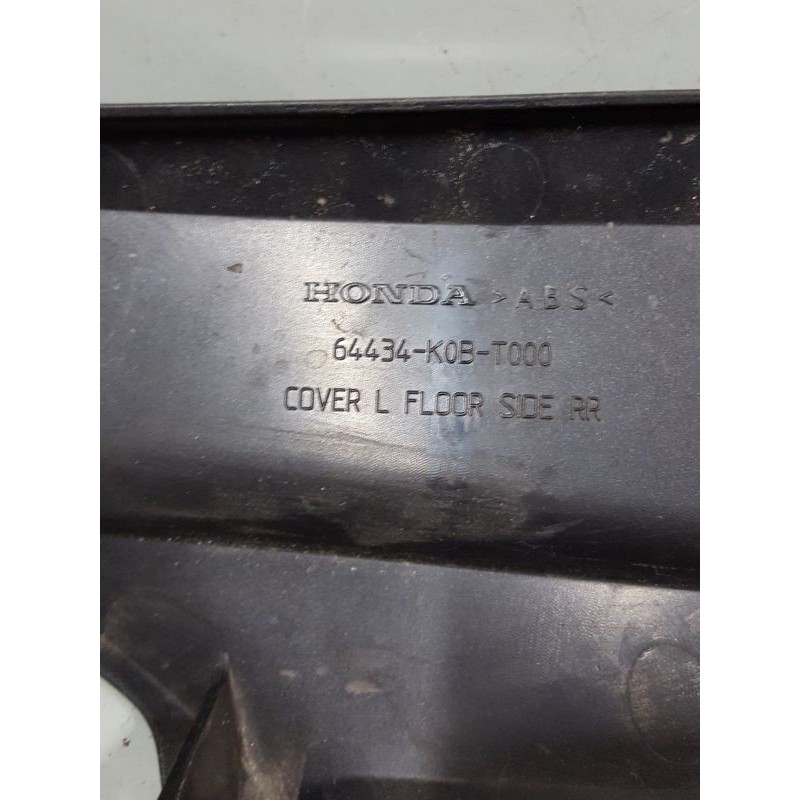 HONDA >ABS<
64434-K0B-T000
COVER L FLOOR SIDE RR